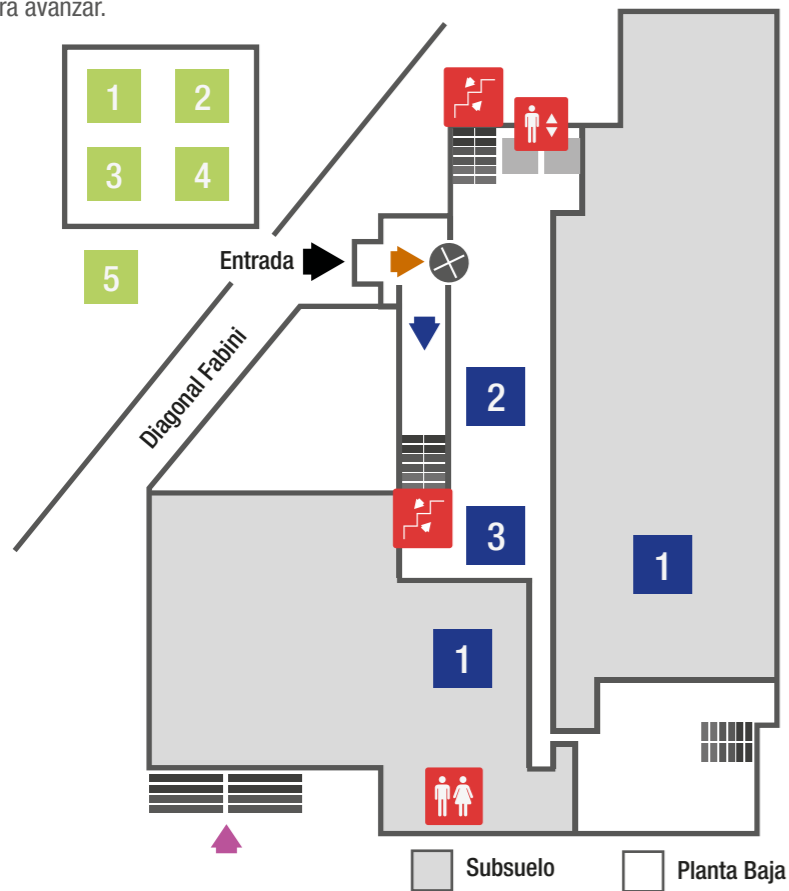 ra avanzar.
1 2
3 4
5
Entrada
Diagonal Fabini
2
3
1
1
Subsuelo
Planta Baja